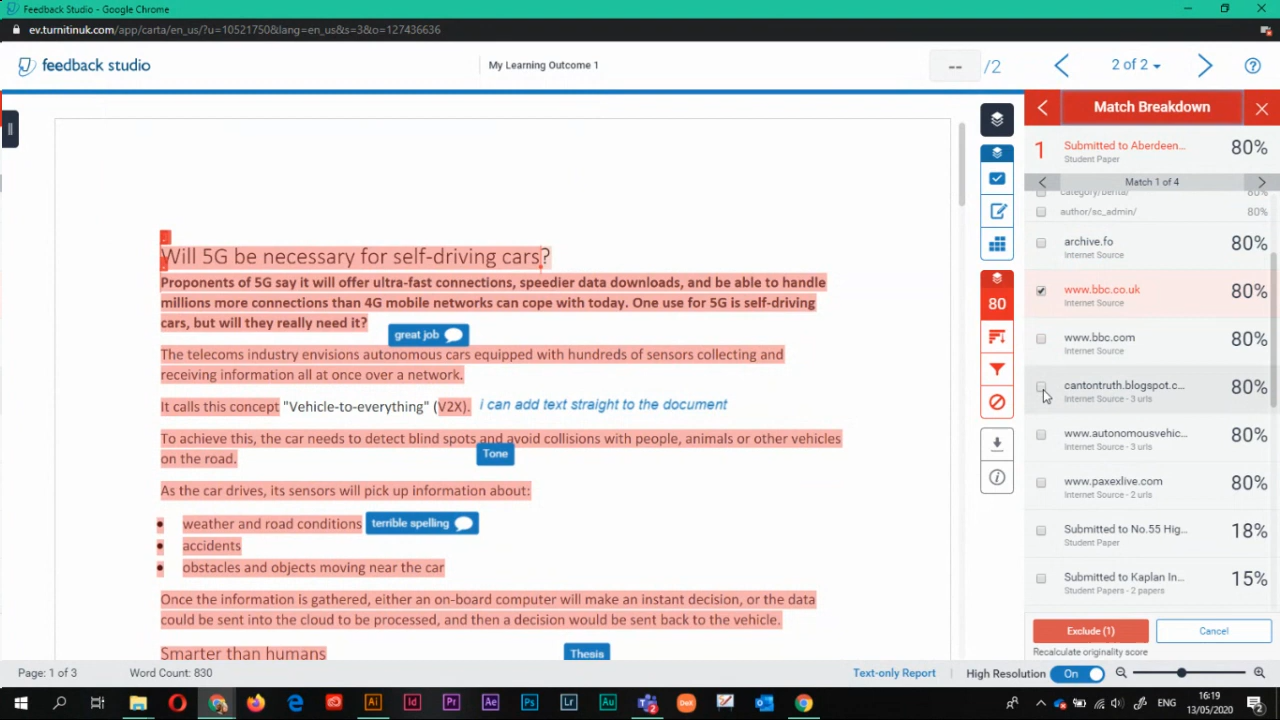 Feedback Studio - Google Chrome
ev.turnitinuk.com/app/carta/en_us/?u=10521750&lang=en_us&s=3&o=127436636
feedback studio
My Learning Outcome 1
-- /2
2 of 2
?
Match Breakdown
1 Submitted to Aberdeen... 80%
Student Paper
Match 1 of 4
category/berita/ 80%
author/sc_admin/ 80%
archive.fo 80%
Internet Source
www.bbc.co.uk 80%
Internet Source
www.bbc.com 80%
Internet Source
cantontruth.blogspot.c... 80%
Internet Source - 3 urls
www.autonomousvehic... 80%
Internet Source - 3 urls
www.paxexlive.com 80%
Internet Source - 2 urls
Submitted to No.55 Hig... 18%
Student Paper
Submitted to Kaplan In... 15%
Student Papers - 2 papers
Exclude (1)
Cancel
Recalculate originality score
80
Will 5G be necessary for self-driving cars?
Proponents of 5G say it will offer ultra-fast connections, speedier data downloads, and be able to handle
millions more connections than 4G mobile networks can cope with today. One use for 5G is self-driving
cars, but will they really need it?
great job
The telecoms industry envisions autonomous cars equipped with hundreds of sensors collecting and
receiving information all at once over a network.
It calls this concept "Vehicle-to-everything" (V2X).
i can add text straight to the document
To achieve this, the car needs to detect blind spots and avoid collisions with people, animals or other vehicles
on the road.
Tone
As the car drives, its sensors will pick up information about:
• weather and road conditions
terrible spelling
• accidents
• obstacles and objects moving near the car
Once the information is gathered, either an on-board computer will make an instant decision, or the data
could be sent into the cloud to be processed, and then a decision would be sent back to the vehicle.
Smarter than humans
Thesis
Page: 1 of 3
Word Count: 830
Text-only Report
High Resolution
On
Ai
Id
Pr
Ae
Ps
Lr
Au
ENG
16:19
13/05/2020
2